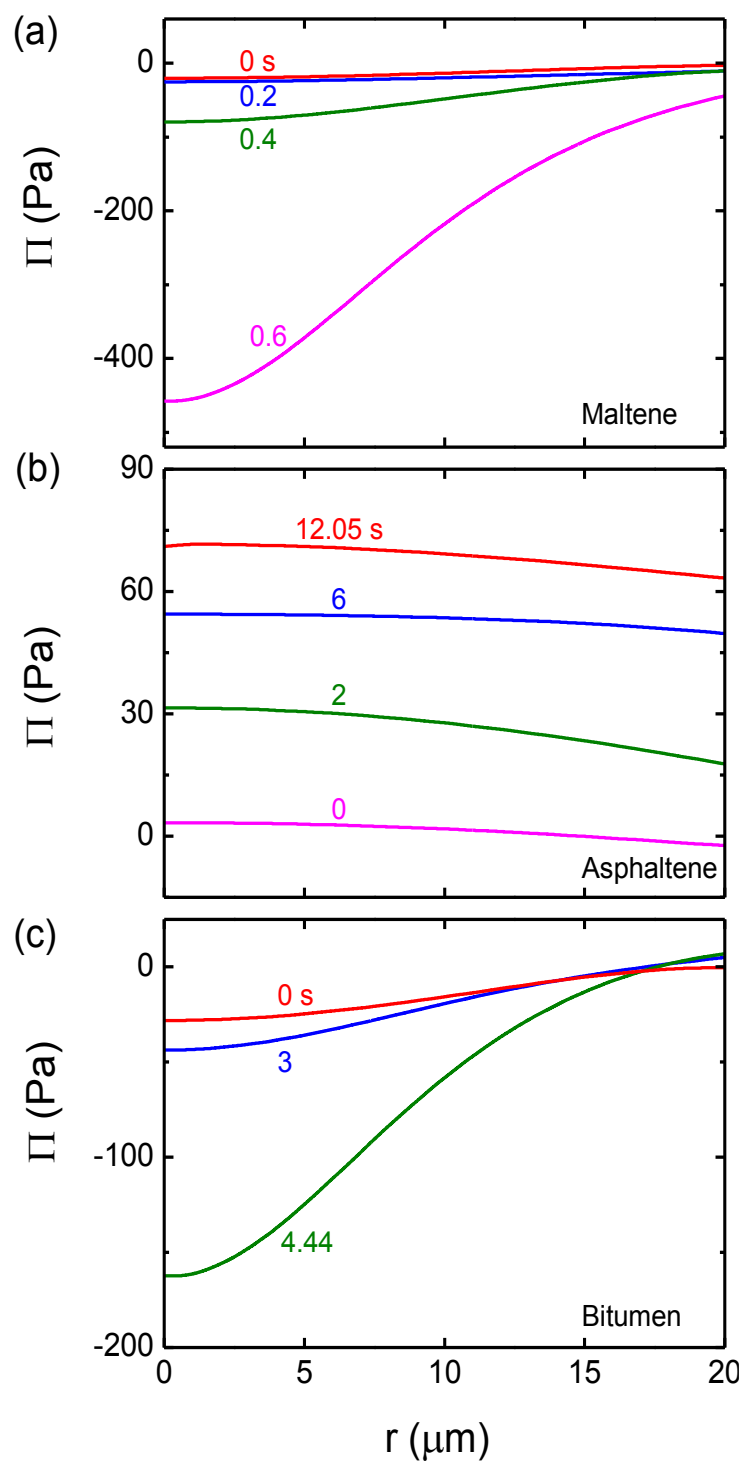 (a)
0
-200
-400
Π (Pa)
0 s
0.2
0.4
0.6
Maltene
(b)
90
60
30
0
Π (Pa)
12.05 s
6
2
0
Asphaltene
(c)
0
-100
-200
Π (Pa)
0 s
3
4.44
Bitumen
0 5 10 15 20
r (μm)